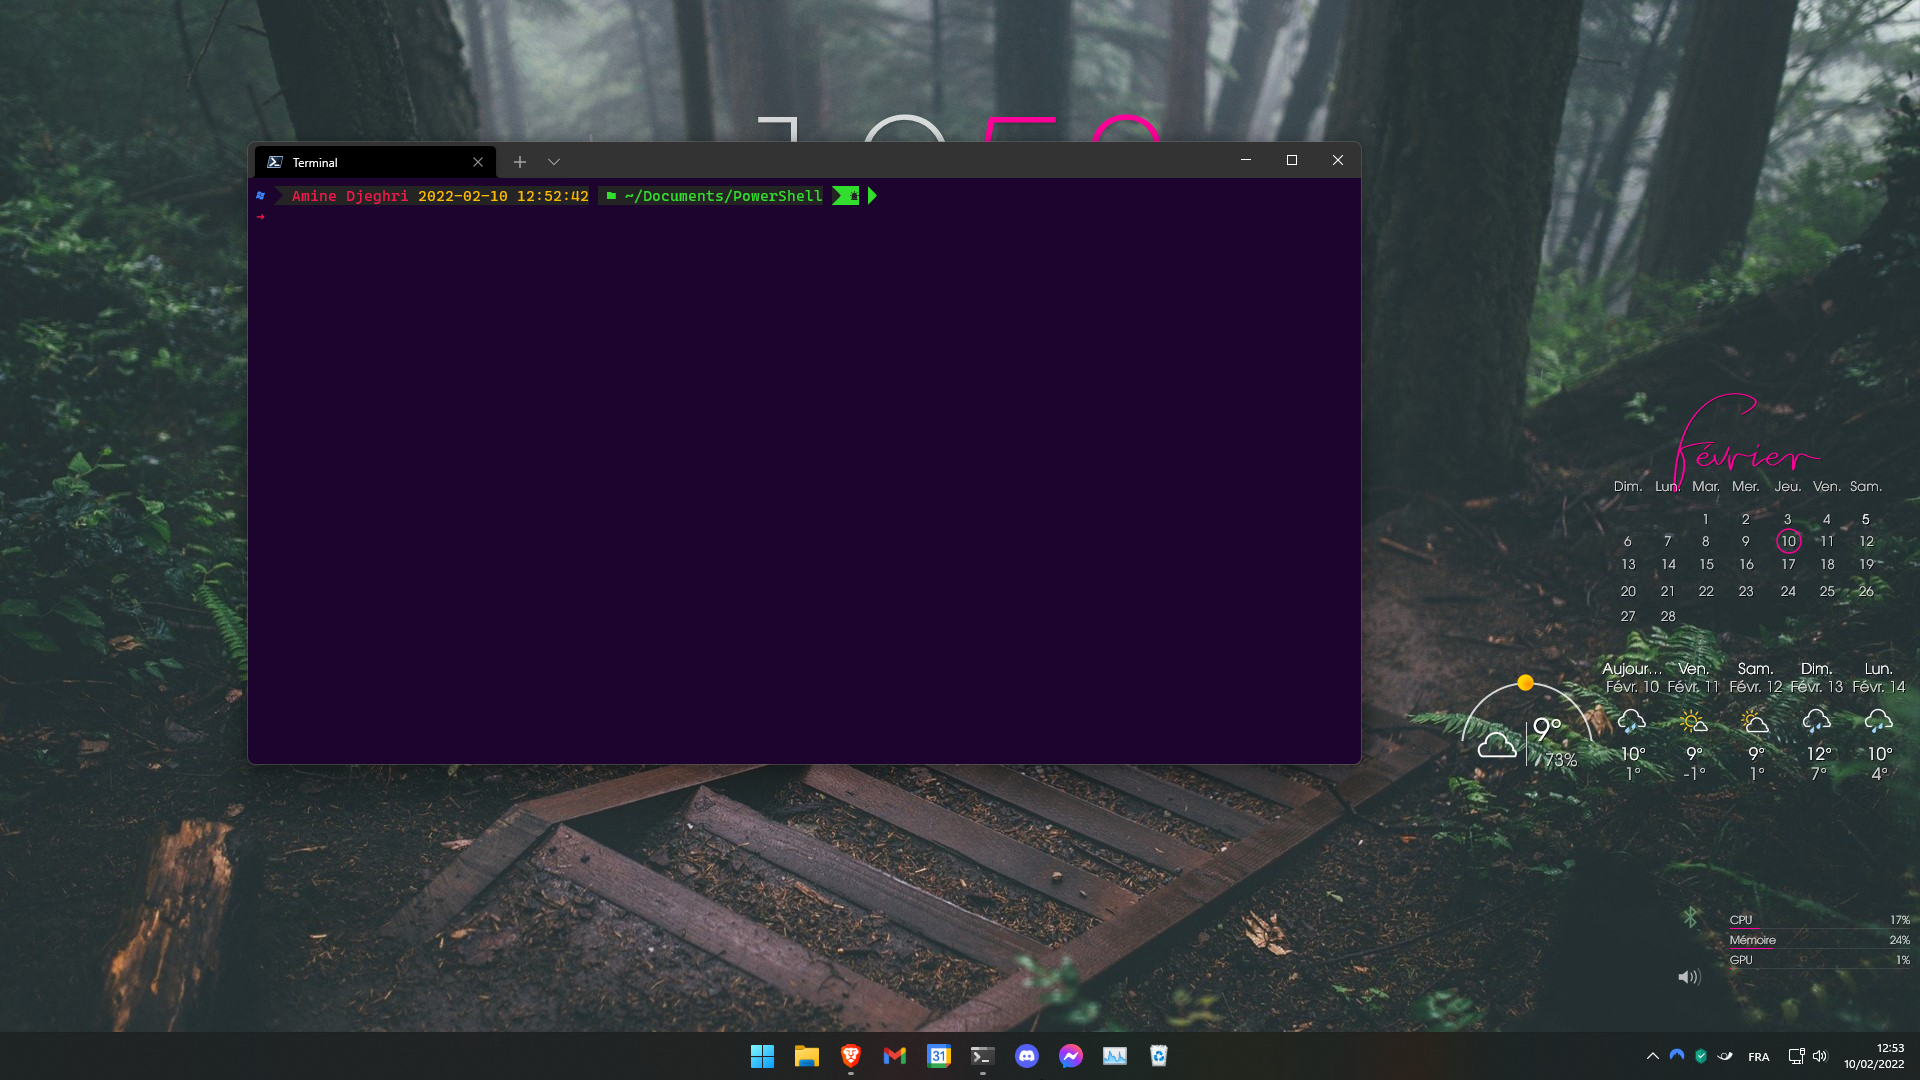 Terminal
Amine Djeghri 2022-02-10 12:52:42 ~/Documents/PowerShell
Février
Dim. Lun. Mar. Mer. Jeu. Ven. Sam.
1 2 3 4 5
6 7 8 9 10 11 12
13 14 15 16 17 18 19
20 21 22 23 24 25 26
27 28
Aujour... Ven. Sam. Dim. Lun.
Févr. 10 Févr. 11 Févr. 12 Févr. 13 Févr. 14
9°
73%
10° 9° 9° 12° 10°
1° -1° 1° 7° 4°
CPU 17%
Mémoire 24%
GPU 1%
31
FRA
12:53
10/02/2022